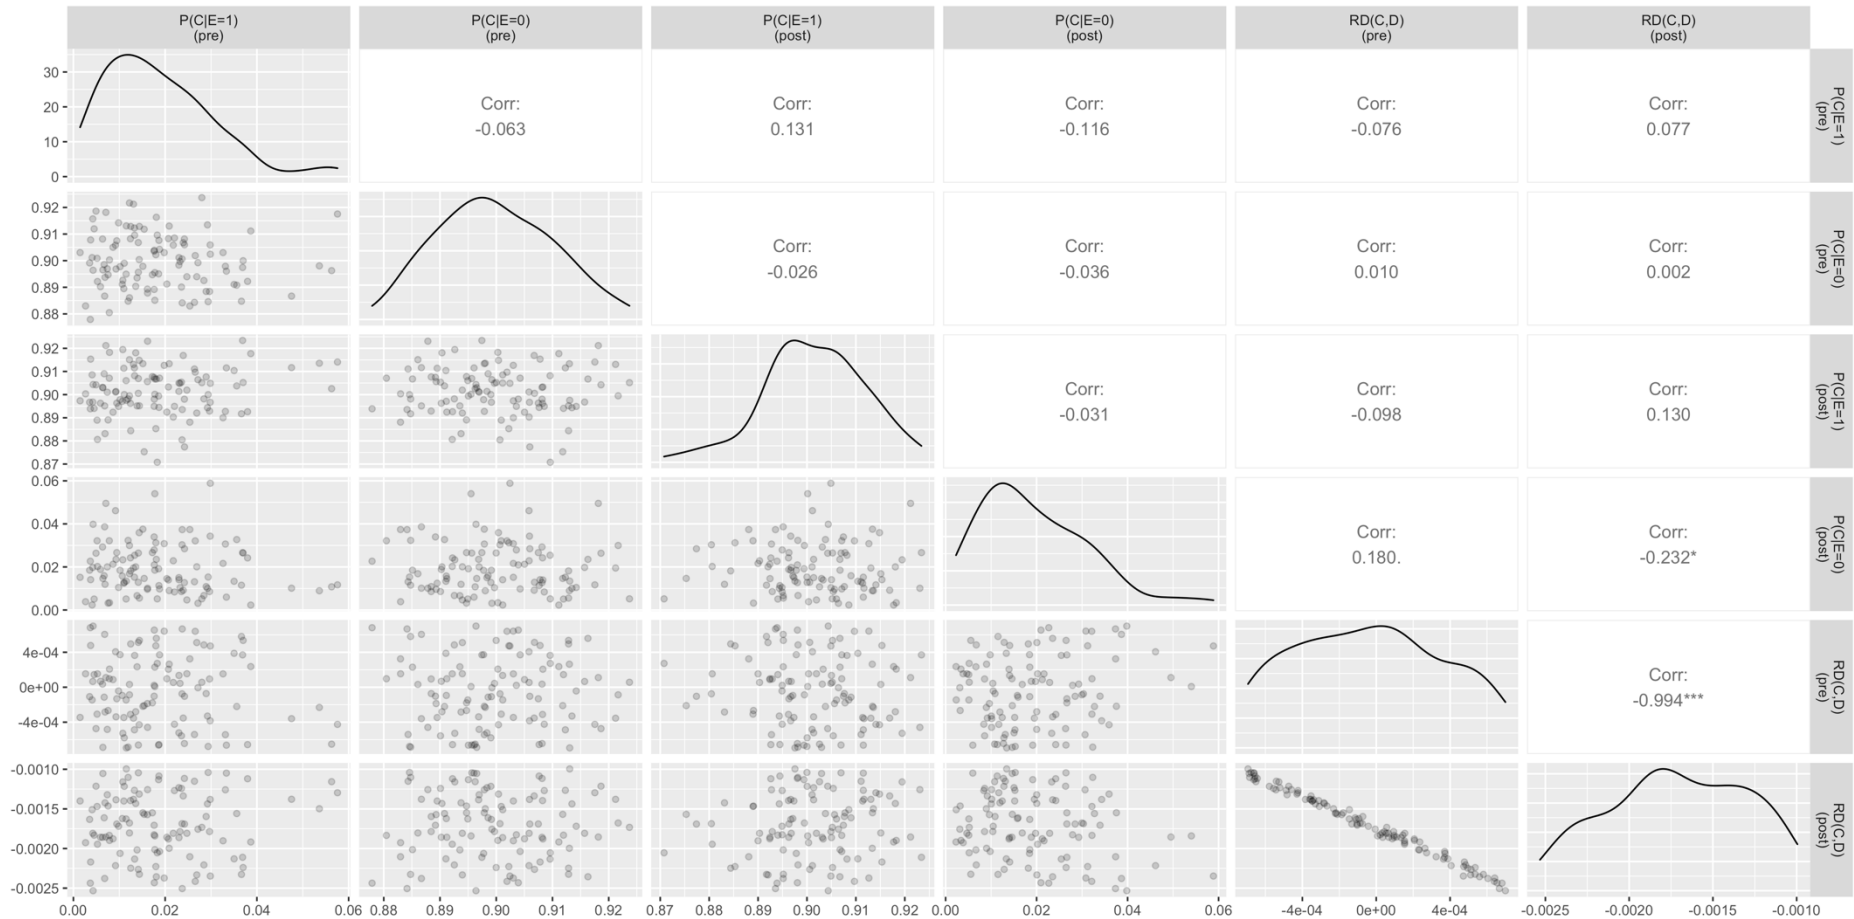 P(C|E=1)
(pre)
P(C|E=0)
(pre)
P(C|E=1)
(post)
P(C|E=0)
(post)
RD(C,D)
(pre)
RD(C,D)
(post)
30
20
10
0
Corr:
-0.063
Corr:
0.131
Corr:
-0.116
Corr:
-0.076
Corr:
0.077
P(C|E=1)
(pre)
0.92
0.91
0.90
0.89
0.88
Corr:
-0.026
Corr:
-0.036
Corr:
0.010
Corr:
0.002
P(C|E=0)
(pre)
0.92
0.91
0.90
0.89
0.88
0.87
Corr:
-0.031
Corr:
-0.098
Corr:
0.130
P(C|E=1)
(post)
0.06
0.04
0.02
0.00
Corr:
0.180.
Corr:
-0.232*
P(C|E=0)
(post)
4e-04
0e+00
-4e-04
Corr:
-0.994***
RD(C,D)
(pre)
-0.0010
-0.0015
-0.0020
-0.0025
RD(C,D)
(post)
0.00 0.02 0.04 0.06
0.88 0.89 0.90 0.91 0.92
0.87 0.88 0.89 0.90 0.91 0.92
0.00 0.02 0.04 0.06
-4e-04 0e+00 4e-04
-0.0025 -0.0020 -0.0015 -0.0010